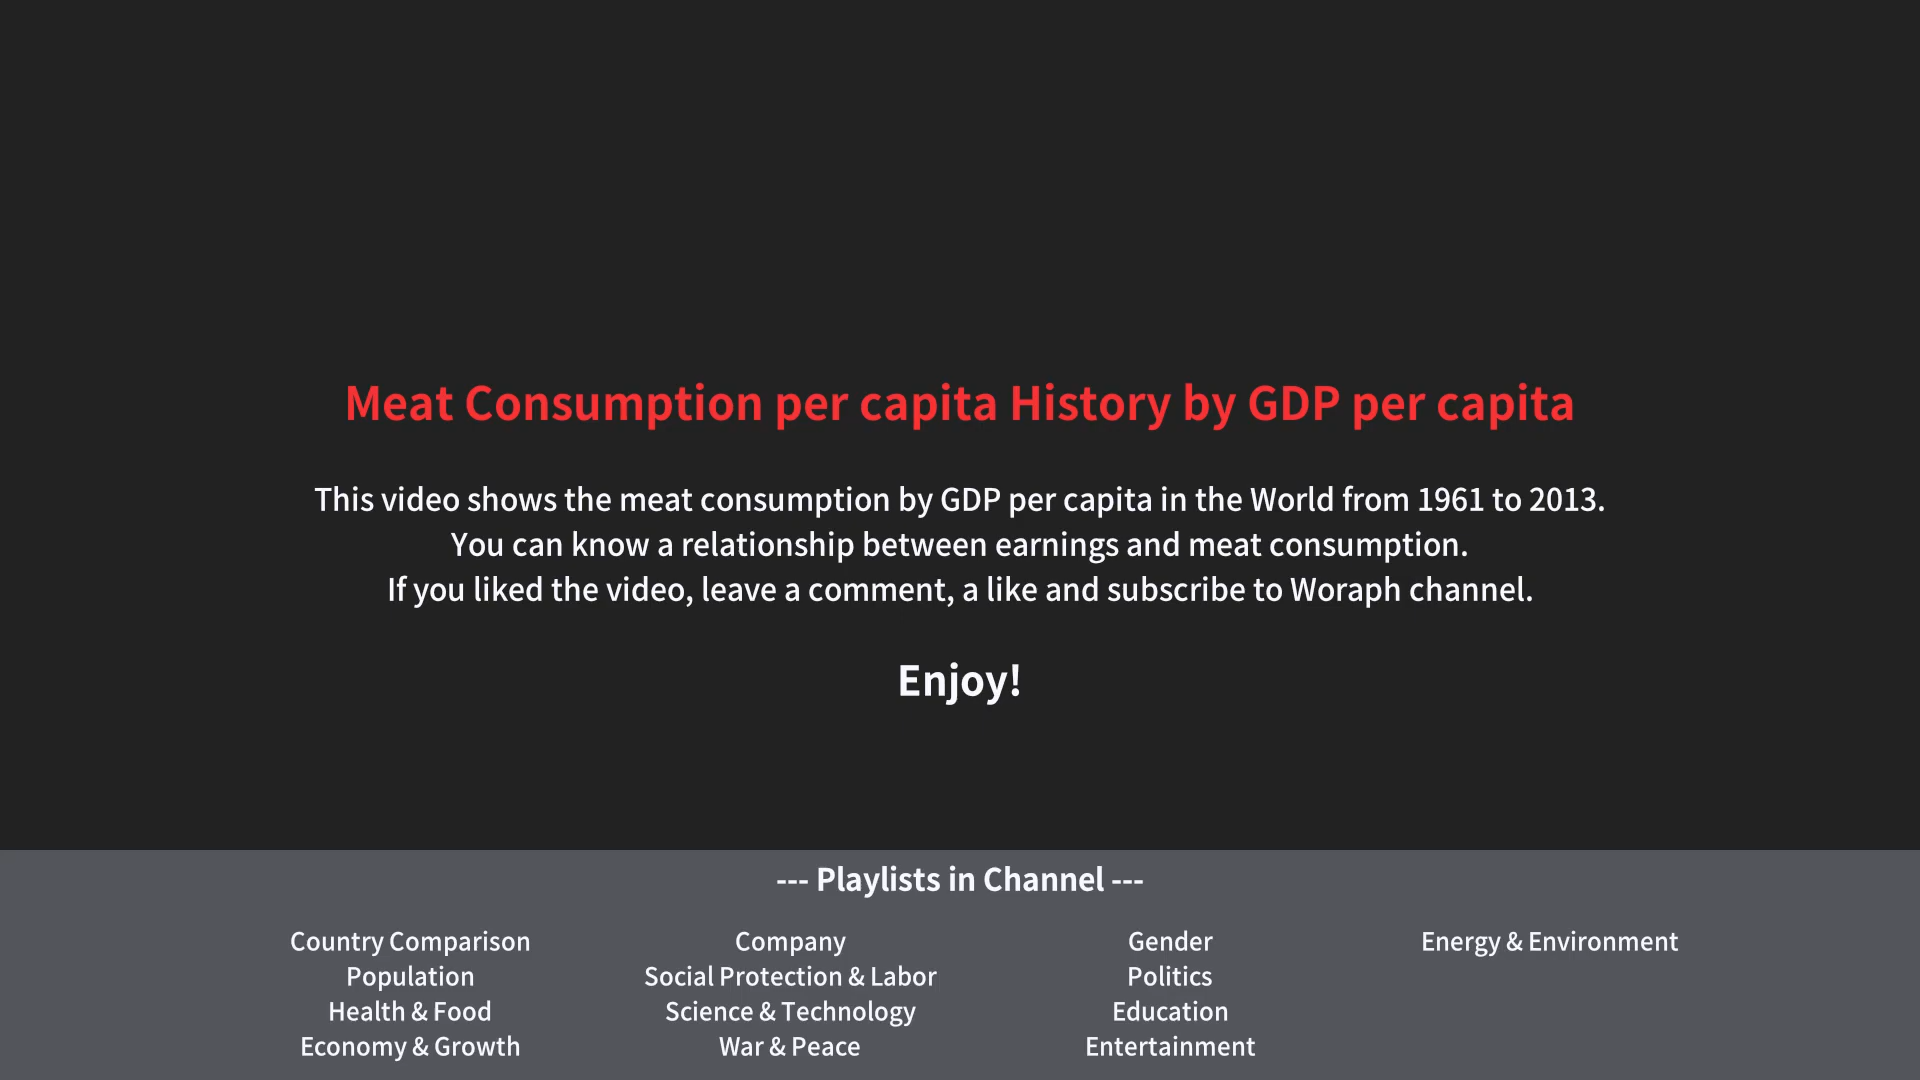 Meat Consumption per capita History by GDP per capita
This video shows the meat consumption by GDP per capita in the World from 1961 to 2013.
You can know a relationship between earnings and meat consumption.
If you liked the video, leave a comment, a like and subscribe to Woraph channel.
Enjoy!
--- Playlists in Channel ---
Country Comparison
Population
Health & Food
Economy & Growth
Company
Social Protection & Labor
Science & Technology
War & Peace
Gender
Politics
Education
Entertainment
Energy & Environment